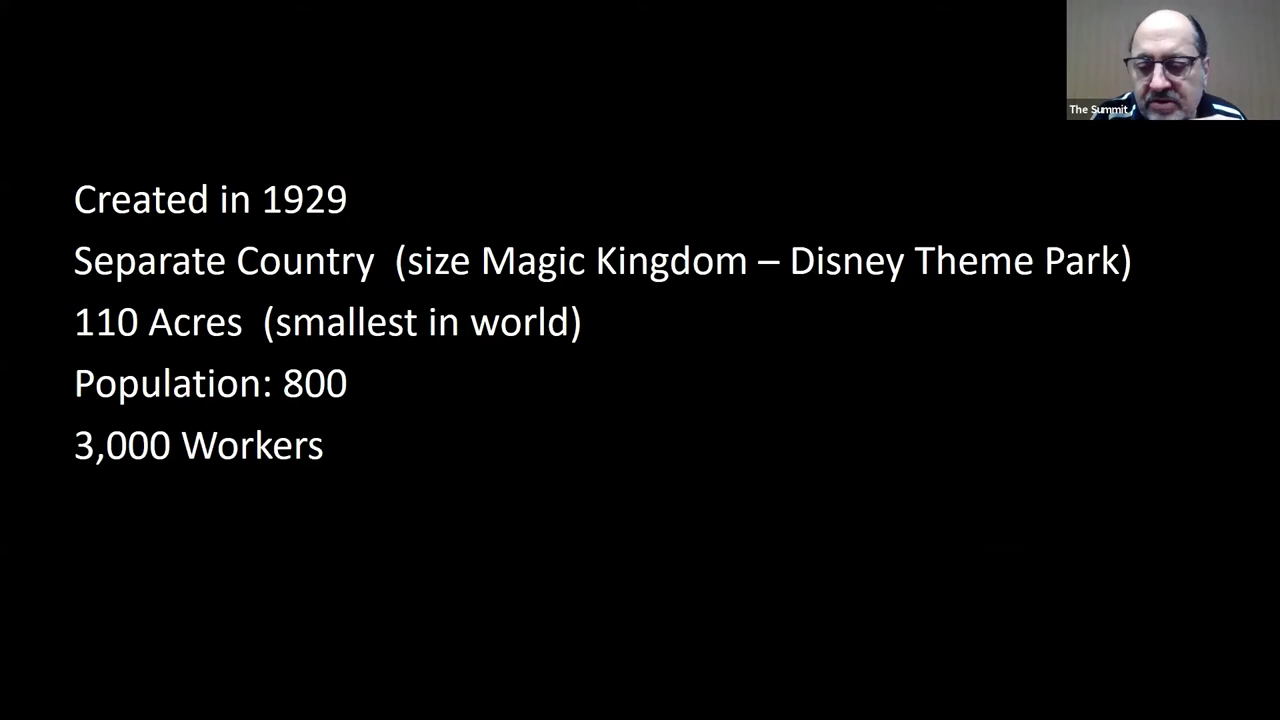 The Summit
Created in 1929
Separate Country (size Magic Kingdom – Disney Theme Park)
110 Acres (smallest in world)
Population: 800
3,000 Workers